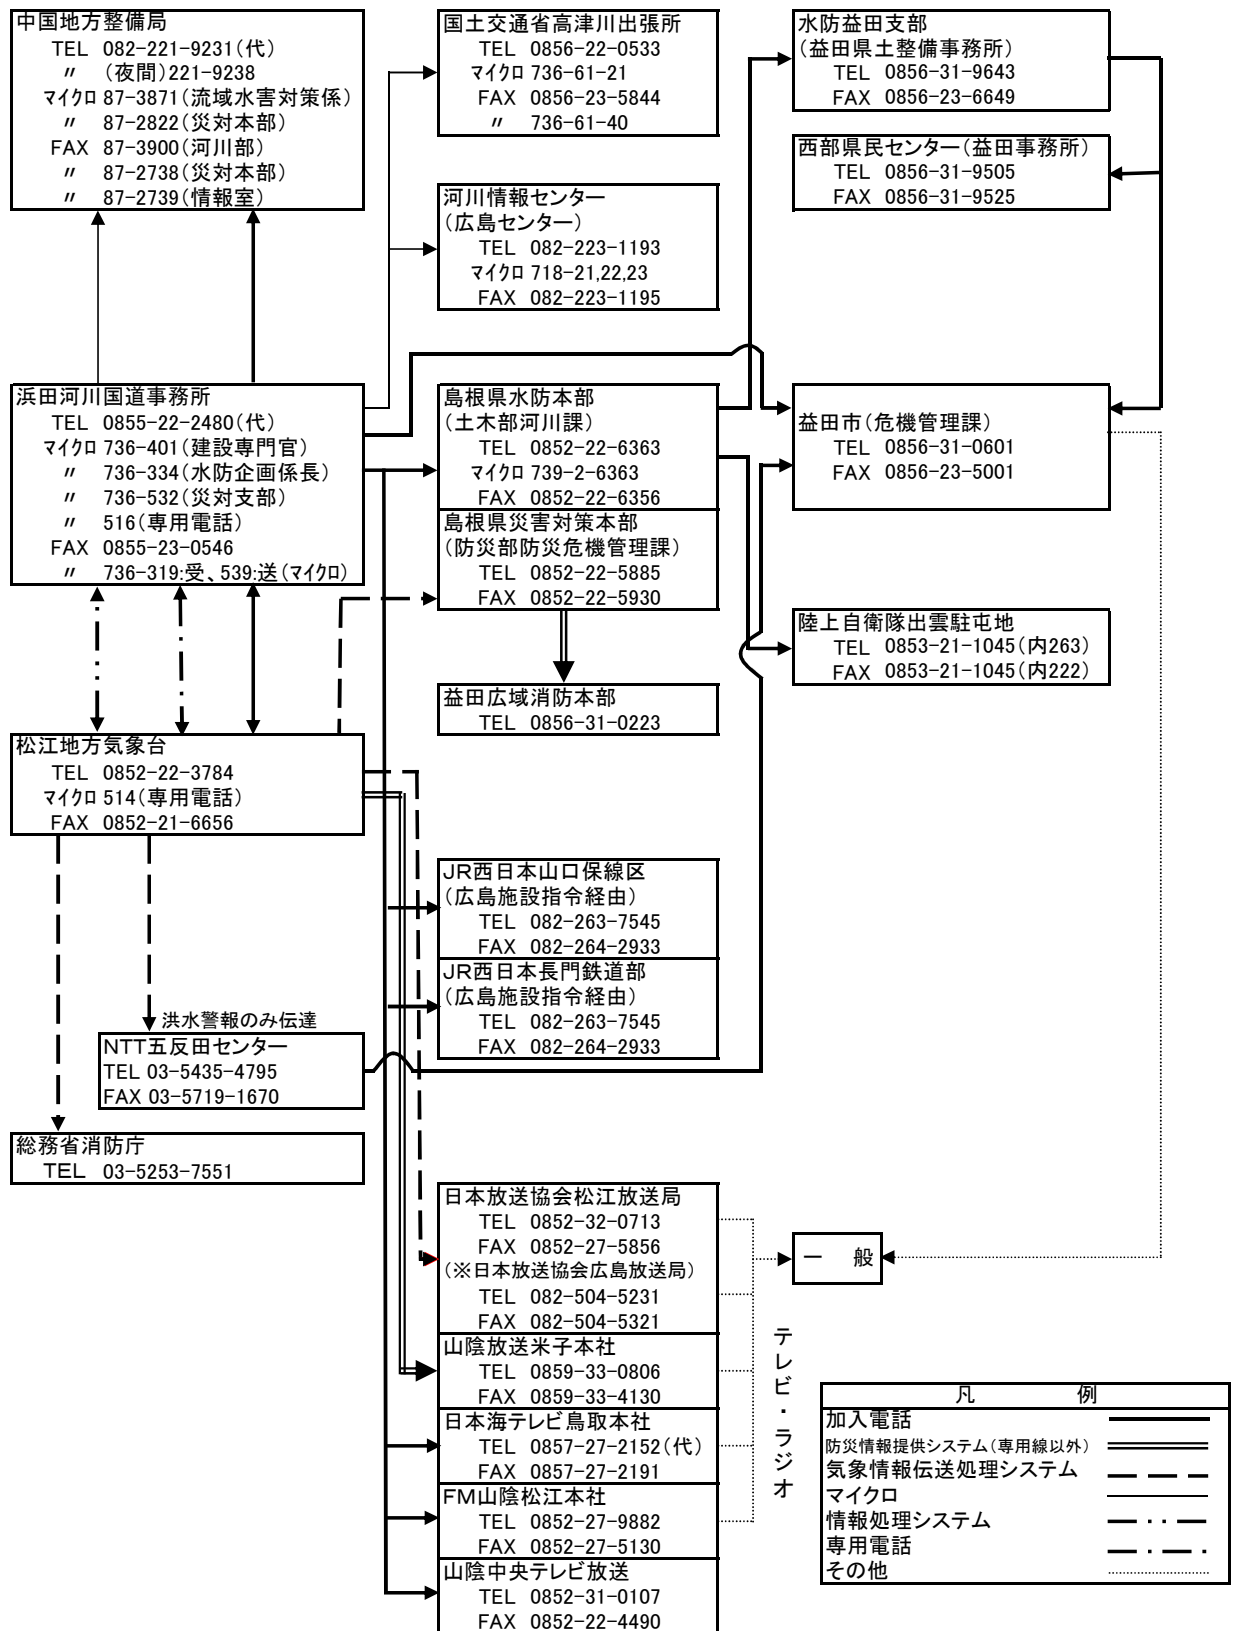 中国地方整備局
TEL 082-221-9231(代)
〃 (夜間)221-9238
マイクロ 87-3871(流域水害対策係)
〃 87-2822(災対本部)
FAX 87-3900(河川部)
〃 87-2738(災対本部)
〃 87-2739(情報室)
国土交通省高津川出張所
TEL 0856-22-0533
マイクロ 736-61-21
FAX 0856-23-5844
〃 736-61-40
水防益田支部
(益田県土整備事務所)
TEL 0856-31-9643
FAX 0856-23-6649
西部県民センター(益田事務所)
TEL 0856-31-9505
FAX 0856-31-9525
河川情報センター
(広島センター)
TEL 082-223-1193
マイクロ 718-21,22,23
FAX 082-223-1195
浜田河川国道事務所
TEL 0855-22-2480(代)
マイクロ 736-401(建設専門官)
〃 736-334(水防企画係長)
〃 736-532(災対支部)
〃 516(専用電話)
FAX 0855-23-0546
〃 736-319:受、539:送(マイクロ)
島根県水防本部
(土木部河川課)
TEL 0852-22-6363
マイクロ 739-2-6363
FAX 0852-22-6356
島根県災害対策本部
(防災部防災危機管理課)
TEL 0852-22-5885
FAX 0852-22-5930
益田市(危機管理課)
TEL 0856-31-0601
FAX 0856-23-5001
陸上自衛隊出雲駐屯地
TEL 0853-21-1045(内263)
FAX 0853-21-1045(内222)
益田広域消防本部
TEL 0856-31-0223
松江地方気象台
TEL 0852-22-3784
マイクロ 514(専用電話)
FAX 0852-21-6656
JR西日本山口保線区
(広島施設指令経由)
TEL 082-263-7545
FAX 082-264-2933
JR西日本長門鉄道部
(広島施設指令経由)
TEL 082-263-7545
FAX 082-264-2933
洪水警報のみ伝達
NTT五反田センター
TEL 03-5435-4795
FAX 03-5719-1670
総務省消防庁
TEL 03-5253-7551
日本放送協会松江放送局
TEL 0852-32-0713
FAX 0852-27-5856
(※日本放送協会広島放送局)
TEL 082-504-5231
FAX 082-504-5321
山陰放送米子本社
TEL 0859-33-0806
FAX 0859-33-4130
日本海テレビ鳥取本社
TEL 0857-27-2152(代)
FAX 0857-27-2191
FM山陰松江本社
TEL 0852-27-9882
FAX 0852-27-5130
山陰中央テレビ放送
TEL 0852-31-0107
FAX 0852-22-4490
一 般
テレビ・ラジオ
凡 例
加入電話
防災情報提供システム(専用線以外)
気象情報伝送処理システム
マイクロ
情報処理システム
専用電話
その他